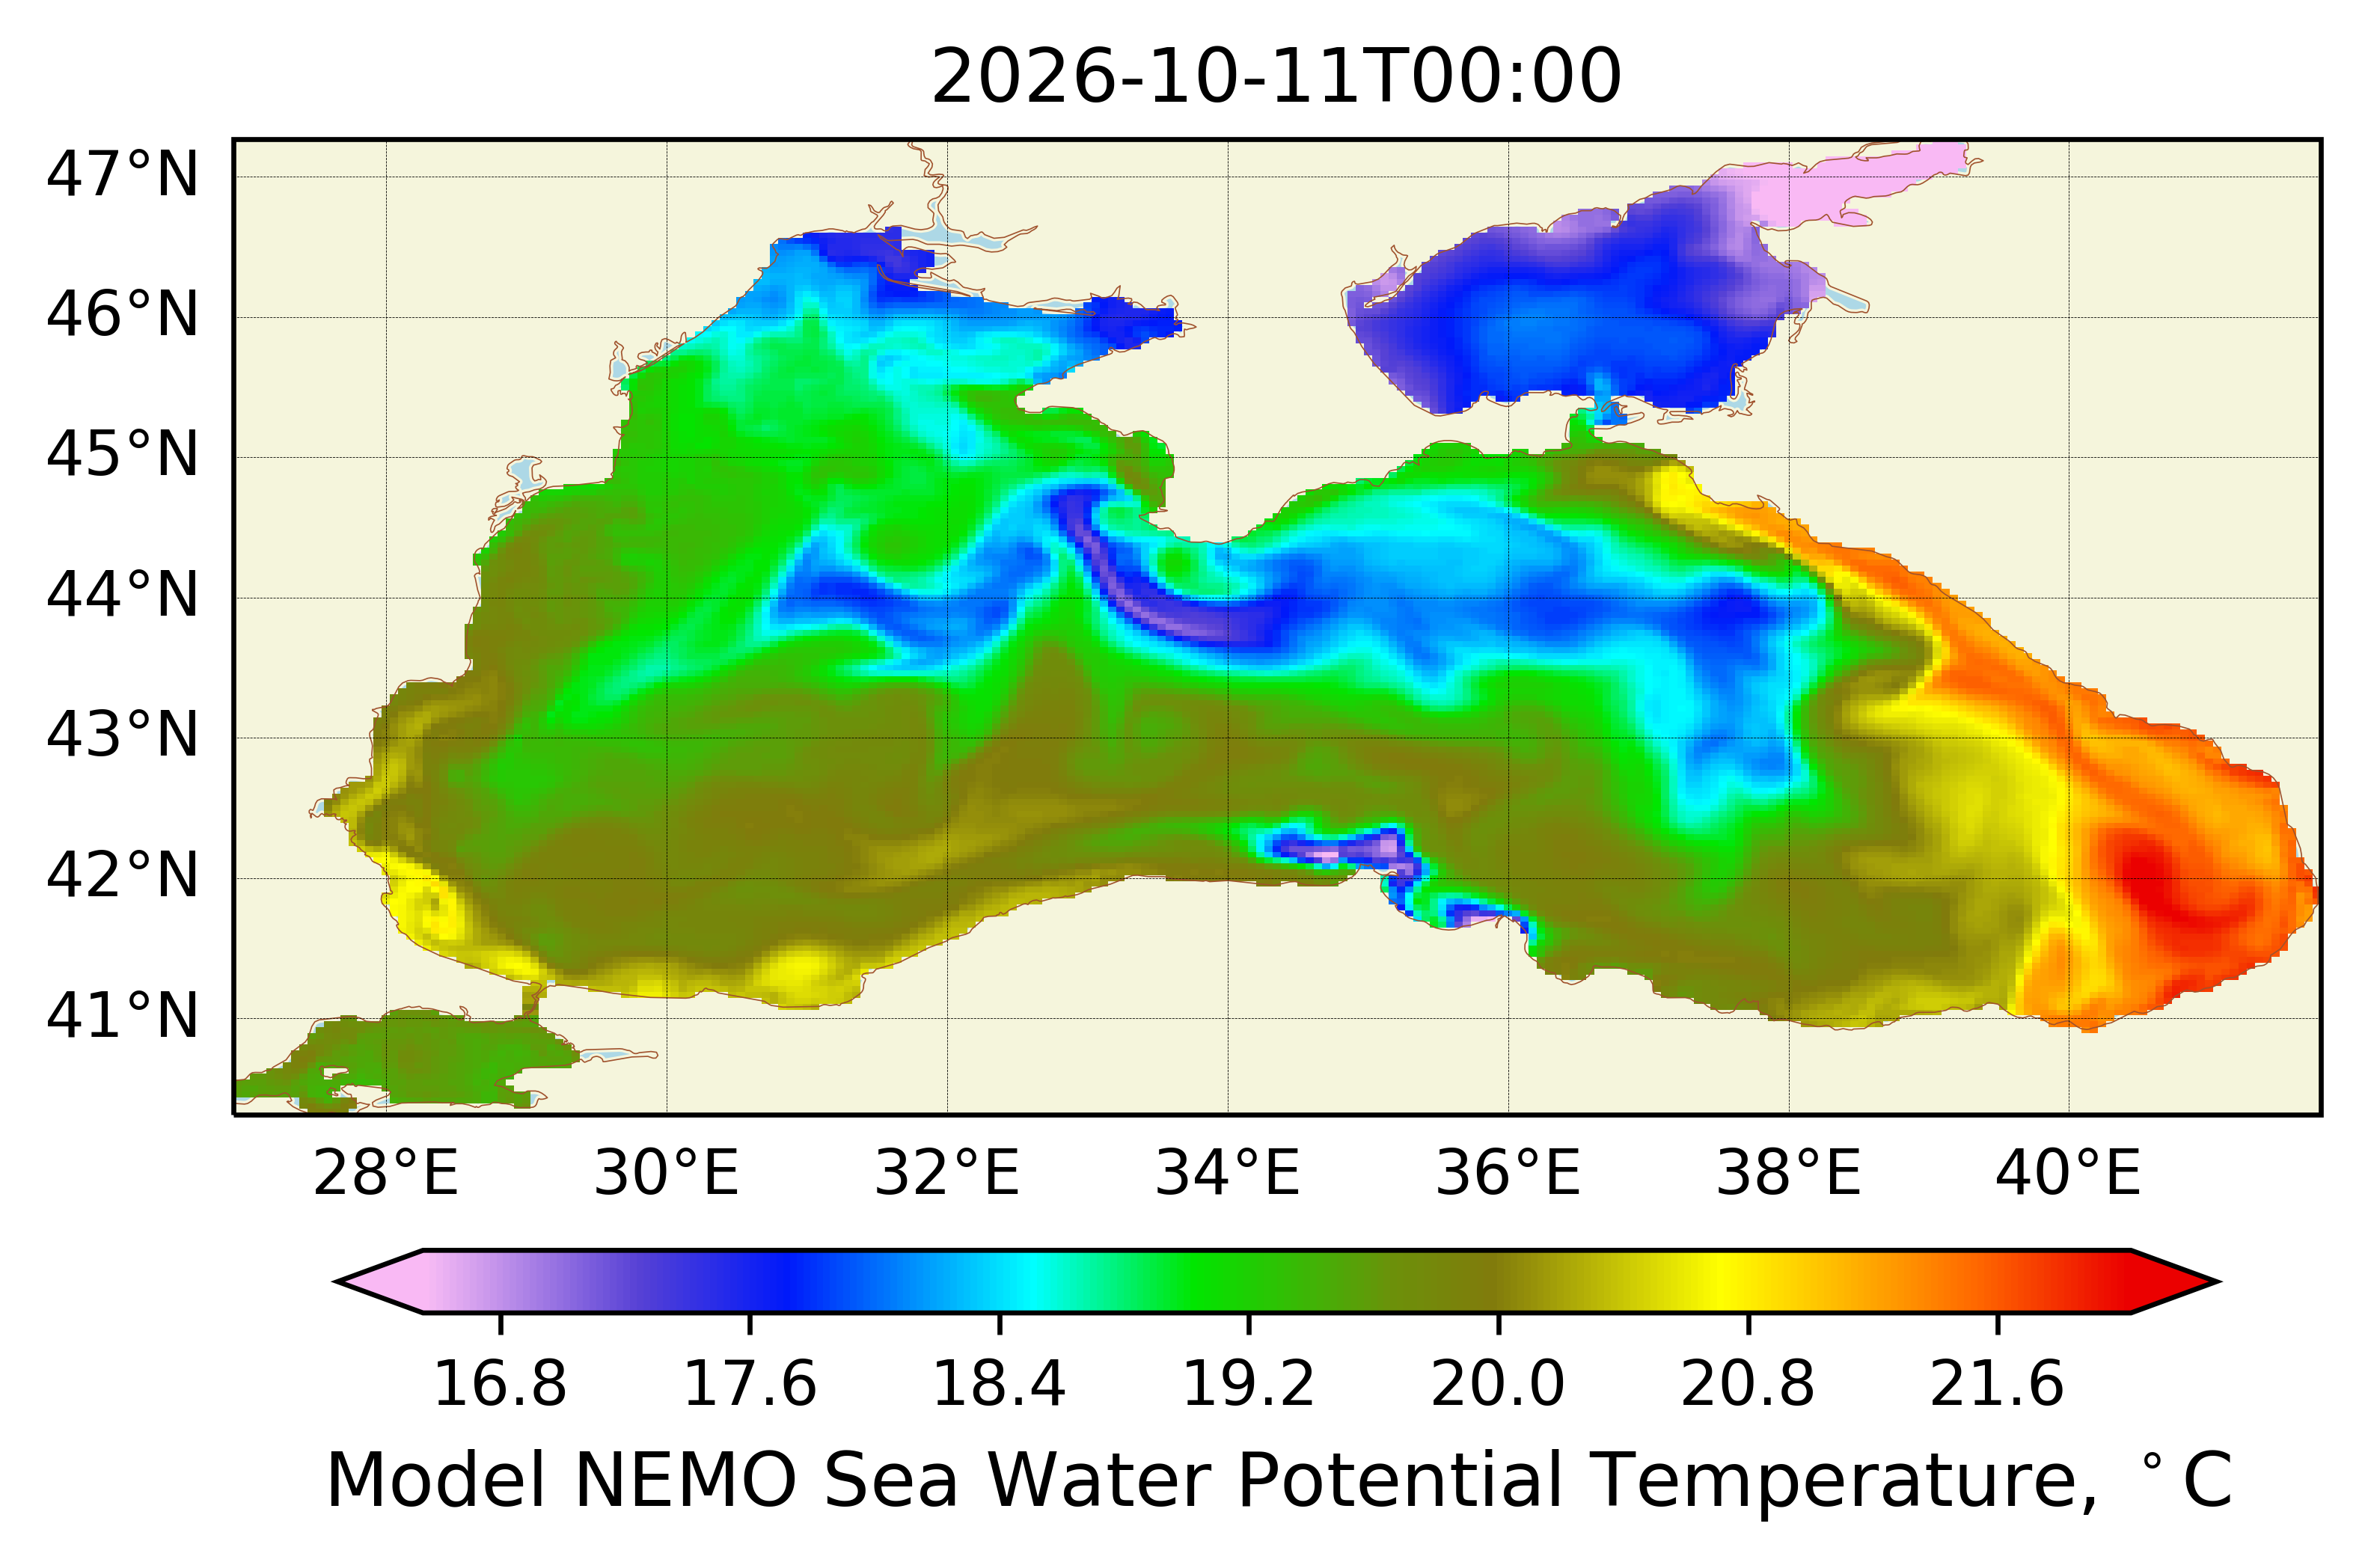 2026-10-11T00:00
47°N
46°N
45°N
44°N
43°N
42°N
41°N
28°E 30°E 32°E 34°E 36°E 38°E 40°E
16.8 17.6 18.4 19.2 20.0 20.8 21.6
Model NEMO Sea Water Potential Temperature, °C